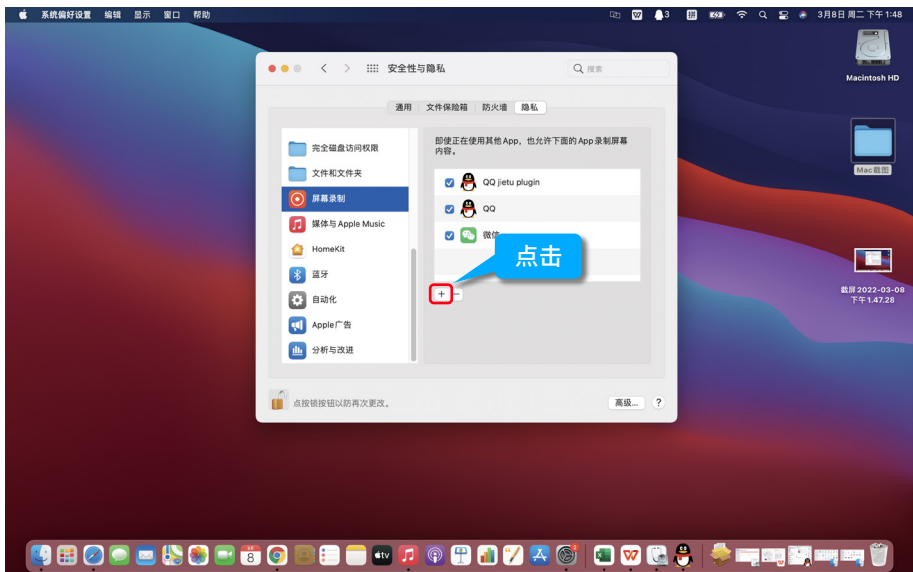 系统偏好设置 编辑 显示 窗口 帮助
3 拼 3月8日 周二 下午1:48
安全性与隐私
搜索
Macintosh HD
通用 文件保险箱 防火墙 隐私
完全磁盘访问权限
文件和文件夹
屏幕录制
媒体与 Apple Music
HomeKit
蓝牙
自动化
Apple广告
分析与改进
即使正在使用其他 App，也允许下面的 App 录制屏幕
内容。
QQ jietu plugin
QQ
微信
点击
+ −
Mac截图
截屏 2022-03-08
下午1.47.28
点按锁按钮以防再次更改。
高级... ?
8
tv